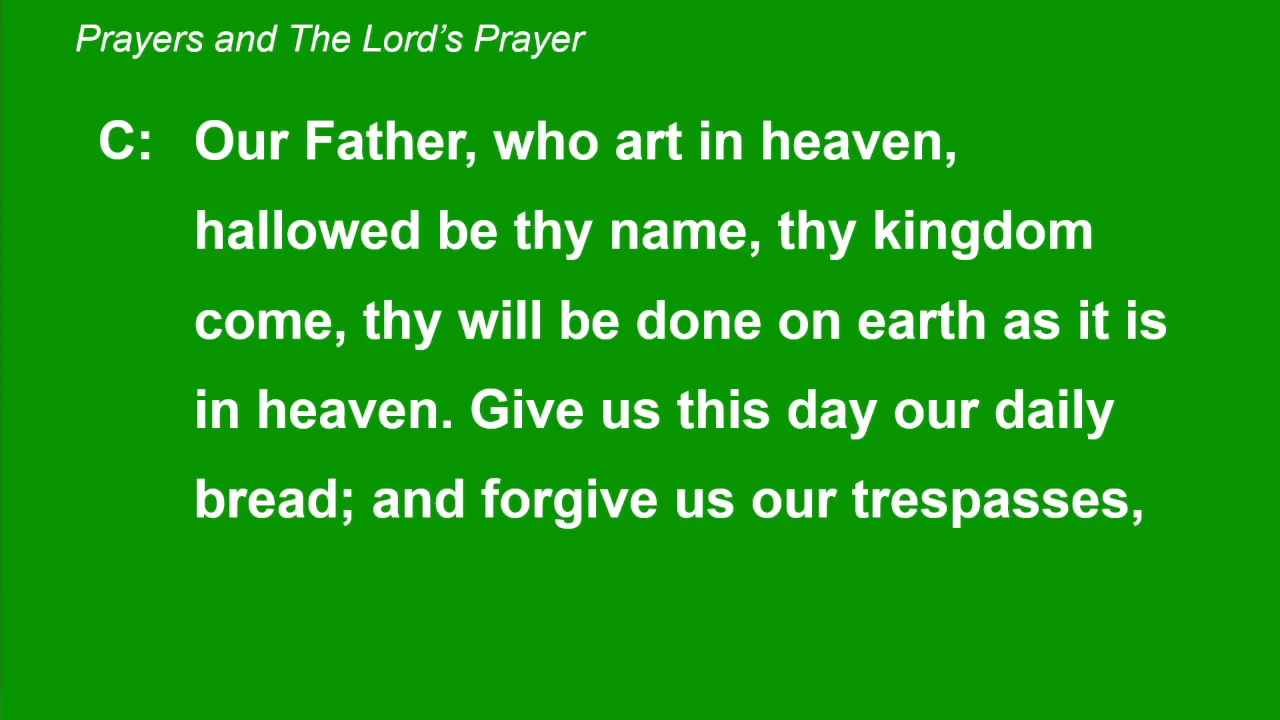 Prayers and The Lord’s Prayer
C: Our Father, who art in heaven,
hallowed be thy name, thy kingdom
come, thy will be done on earth as it is
in heaven. Give us this day our daily
bread; and forgive us our trespasses,